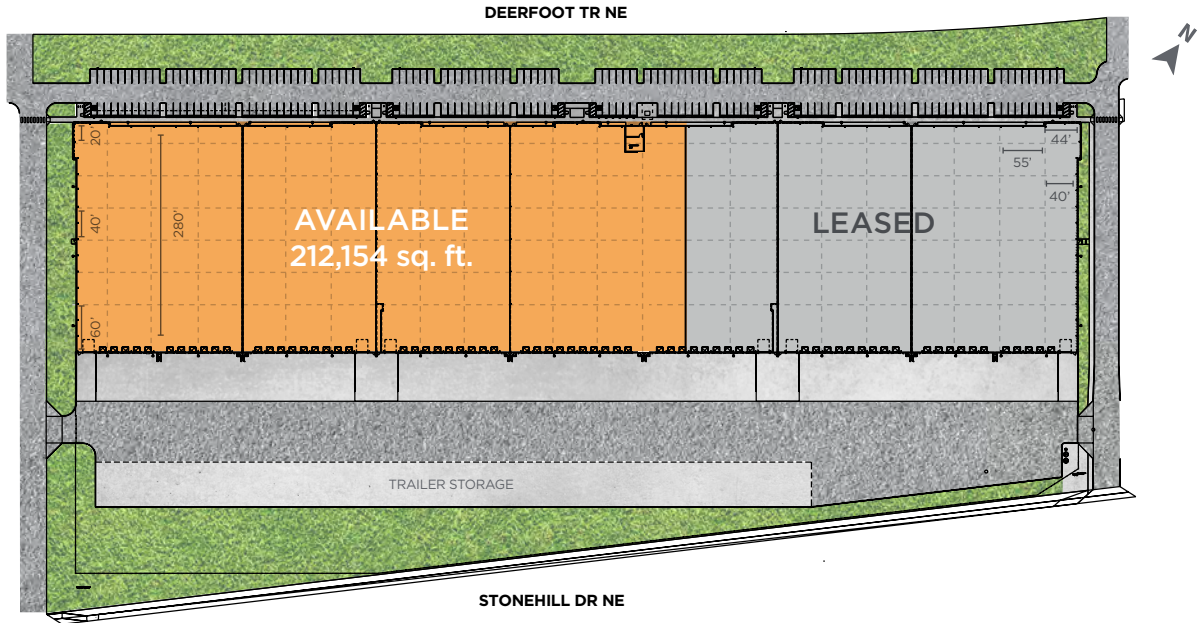 DEERFOOT TR NE
N
20'
44'
55'
40'
40'
280'
AVAILABLE
212,154 sq. ft.
LEASED
60'
TRAILER STORAGE
STONEHILL DR NE